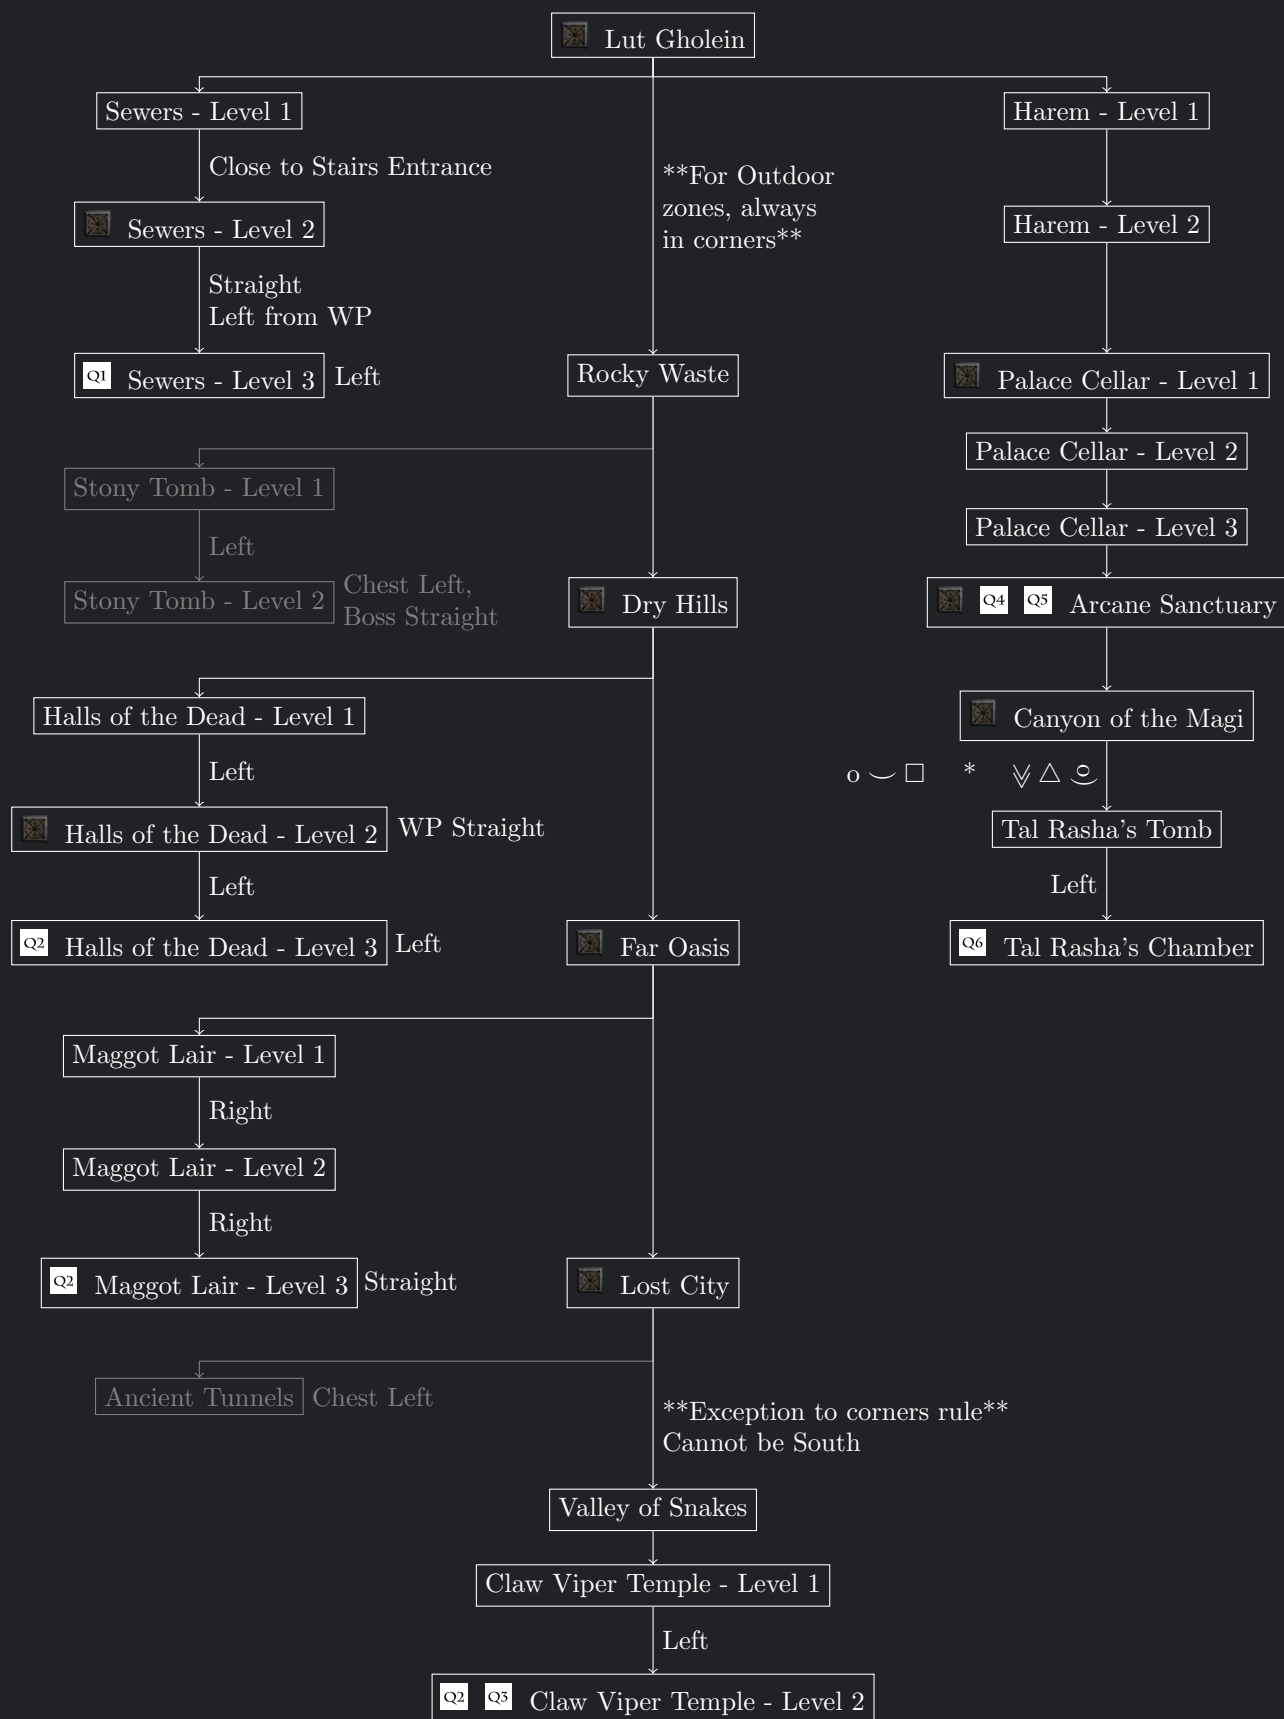 Lut Gholein
Sewers - Level 1
Harem - Level 1
Close to Stairs Entrance
**For Outdoor
zones, always
in corners**
Sewers - Level 2
Harem - Level 2
Straight
Left from WP
Q1 Sewers - Level 3 Left
Rocky Waste
Palace Cellar - Level 1
Palace Cellar - Level 2
Stony Tomb - Level 1
Palace Cellar - Level 3
Left
Stony Tomb - Level 2
Chest Left,
Boss Straight
Dry Hills
Q4 Q5 Arcane Sanctuary
Halls of the Dead - Level 1
Canyon of the Magi
Left
o ⌣ □ * ⩔ △ ⍜
Halls of the Dead - Level 2 WP Straight
Tal Rasha's Tomb
Left
Left
Q2 Halls of the Dead - Level 3 Left
Far Oasis
Q6 Tal Rasha's Chamber
Maggot Lair - Level 1
Right
Maggot Lair - Level 2
Right
Q2 Maggot Lair - Level 3 Straight
Lost City
Ancient Tunnels Chest Left
**Exception to corners rule**
Cannot be South
Valley of Snakes
Claw Viper Temple - Level 1
Left
Q2 Q3 Claw Viper Temple - Level 2